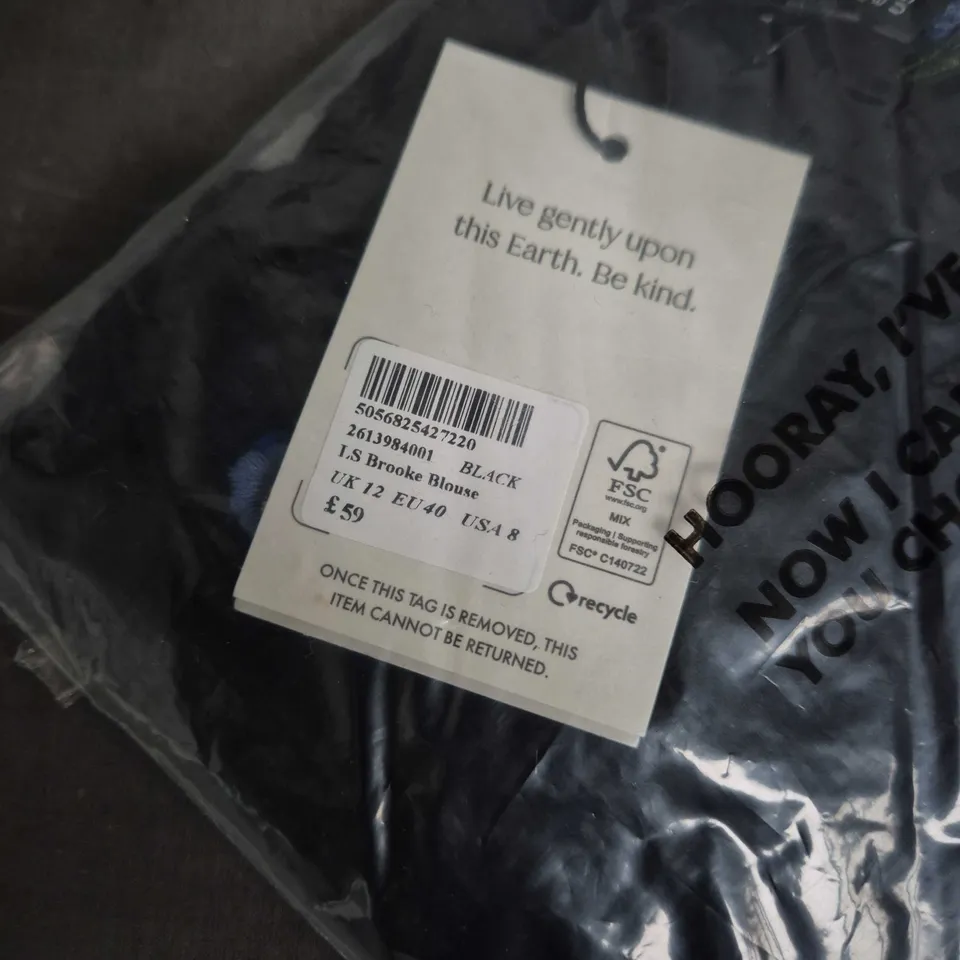 Live gently upon
this Earth. Be kind.
5056825427220
2613984001 BLACK
LS Brooke Blouse
UK 12 EU 40 USA 8
£59
FSC
www.fsc.org
MIX
Packaging | Supporting
responsible forestry
FSC® C140722
recycle
ONCE THIS TAG IS REMOVED, THIS
ITEM CANNOT BE RETURNED.
HOORAY, I'VE
NOW I CA
YOU CH